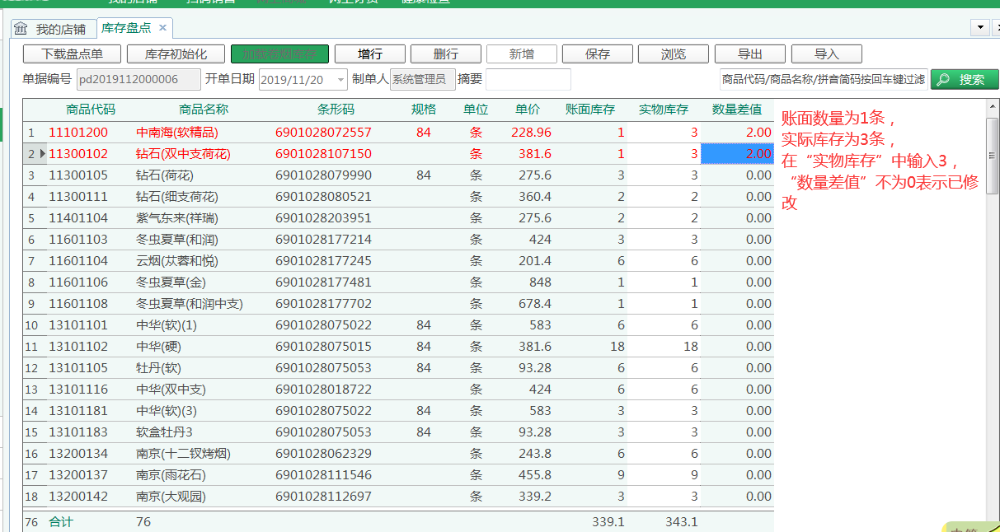 我的店铺 扫码销售 网上订货 健康检查
我的店铺 库存盘点 ×
下载盘点单 库存初始化 加载卷烟库存 增行 删行 新增 保存 浏览 导出 导入
单据编号 pd2019112000006 开单日期 2019/11/20 制单人 系统管理员 摘要 商品代码/商品名称/拼音简码按回车键过滤 搜索
商品代码 商品名称 条形码 规格 单位 单价 账面库存 实物库存 数量差值
1 11101200 中南海(软精品) 6901028072557 84 条 228.96 1 3 2.00
2 11300102 钻石(双中支荷花) 6901028107150 条 381.6 1 3 2.00
3 11300105 钻石(荷花) 6901028079990 84 条 275.6 3 3 0.00
4 11300111 钻石(细支荷花) 6901028080521 条 360.4 2 2 0.00
5 11401104 紫气东来(祥瑞) 6901028203951 条 275.6 2 2 0.00
6 11601103 冬虫夏草(和润) 6901028177214 条 424 3 3 0.00
7 11601104 云烟(苁蓉和悦) 6901028177245 条 201.4 6 6 0.00
8 11601106 冬虫夏草(金) 6901028177481 条 848 1 1 0.00
9 11601108 冬虫夏草(和润中支) 6901028177702 条 678.4 1 1 0.00
10 13101101 中华(软)(1) 6901028075022 84 条 583 6 6 0.00
11 13101102 中华(硬) 6901028075015 84 条 381.6 18 18 0.00
12 13101105 牡丹(软) 6901028075053 84 条 93.28 6 6 0.00
13 13101116 中华(双中支) 6901028018722 条 424 6 6 0.00
14 13101181 中华(软)(3) 6901028075022 84 条 583 3 3 0.00
15 13101183 软盒牡丹3 6901028075053 84 条 93.28 3 3 0.00
16 13200134 南京(十二钗烤烟) 6901028062329 条 243.8 6 6 0.00
17 13200137 南京(雨花石) 6901028111546 条 455.8 9 9 0.00
18 13200142 南京(大观园) 6901028112697 条 339.2 3 3 0.00
76 合计 76 339.1 343.1
账面数量为1条，
实际库存为3条，
在“实物库存”中输入3，
“数量差值”不为0表示已修
改